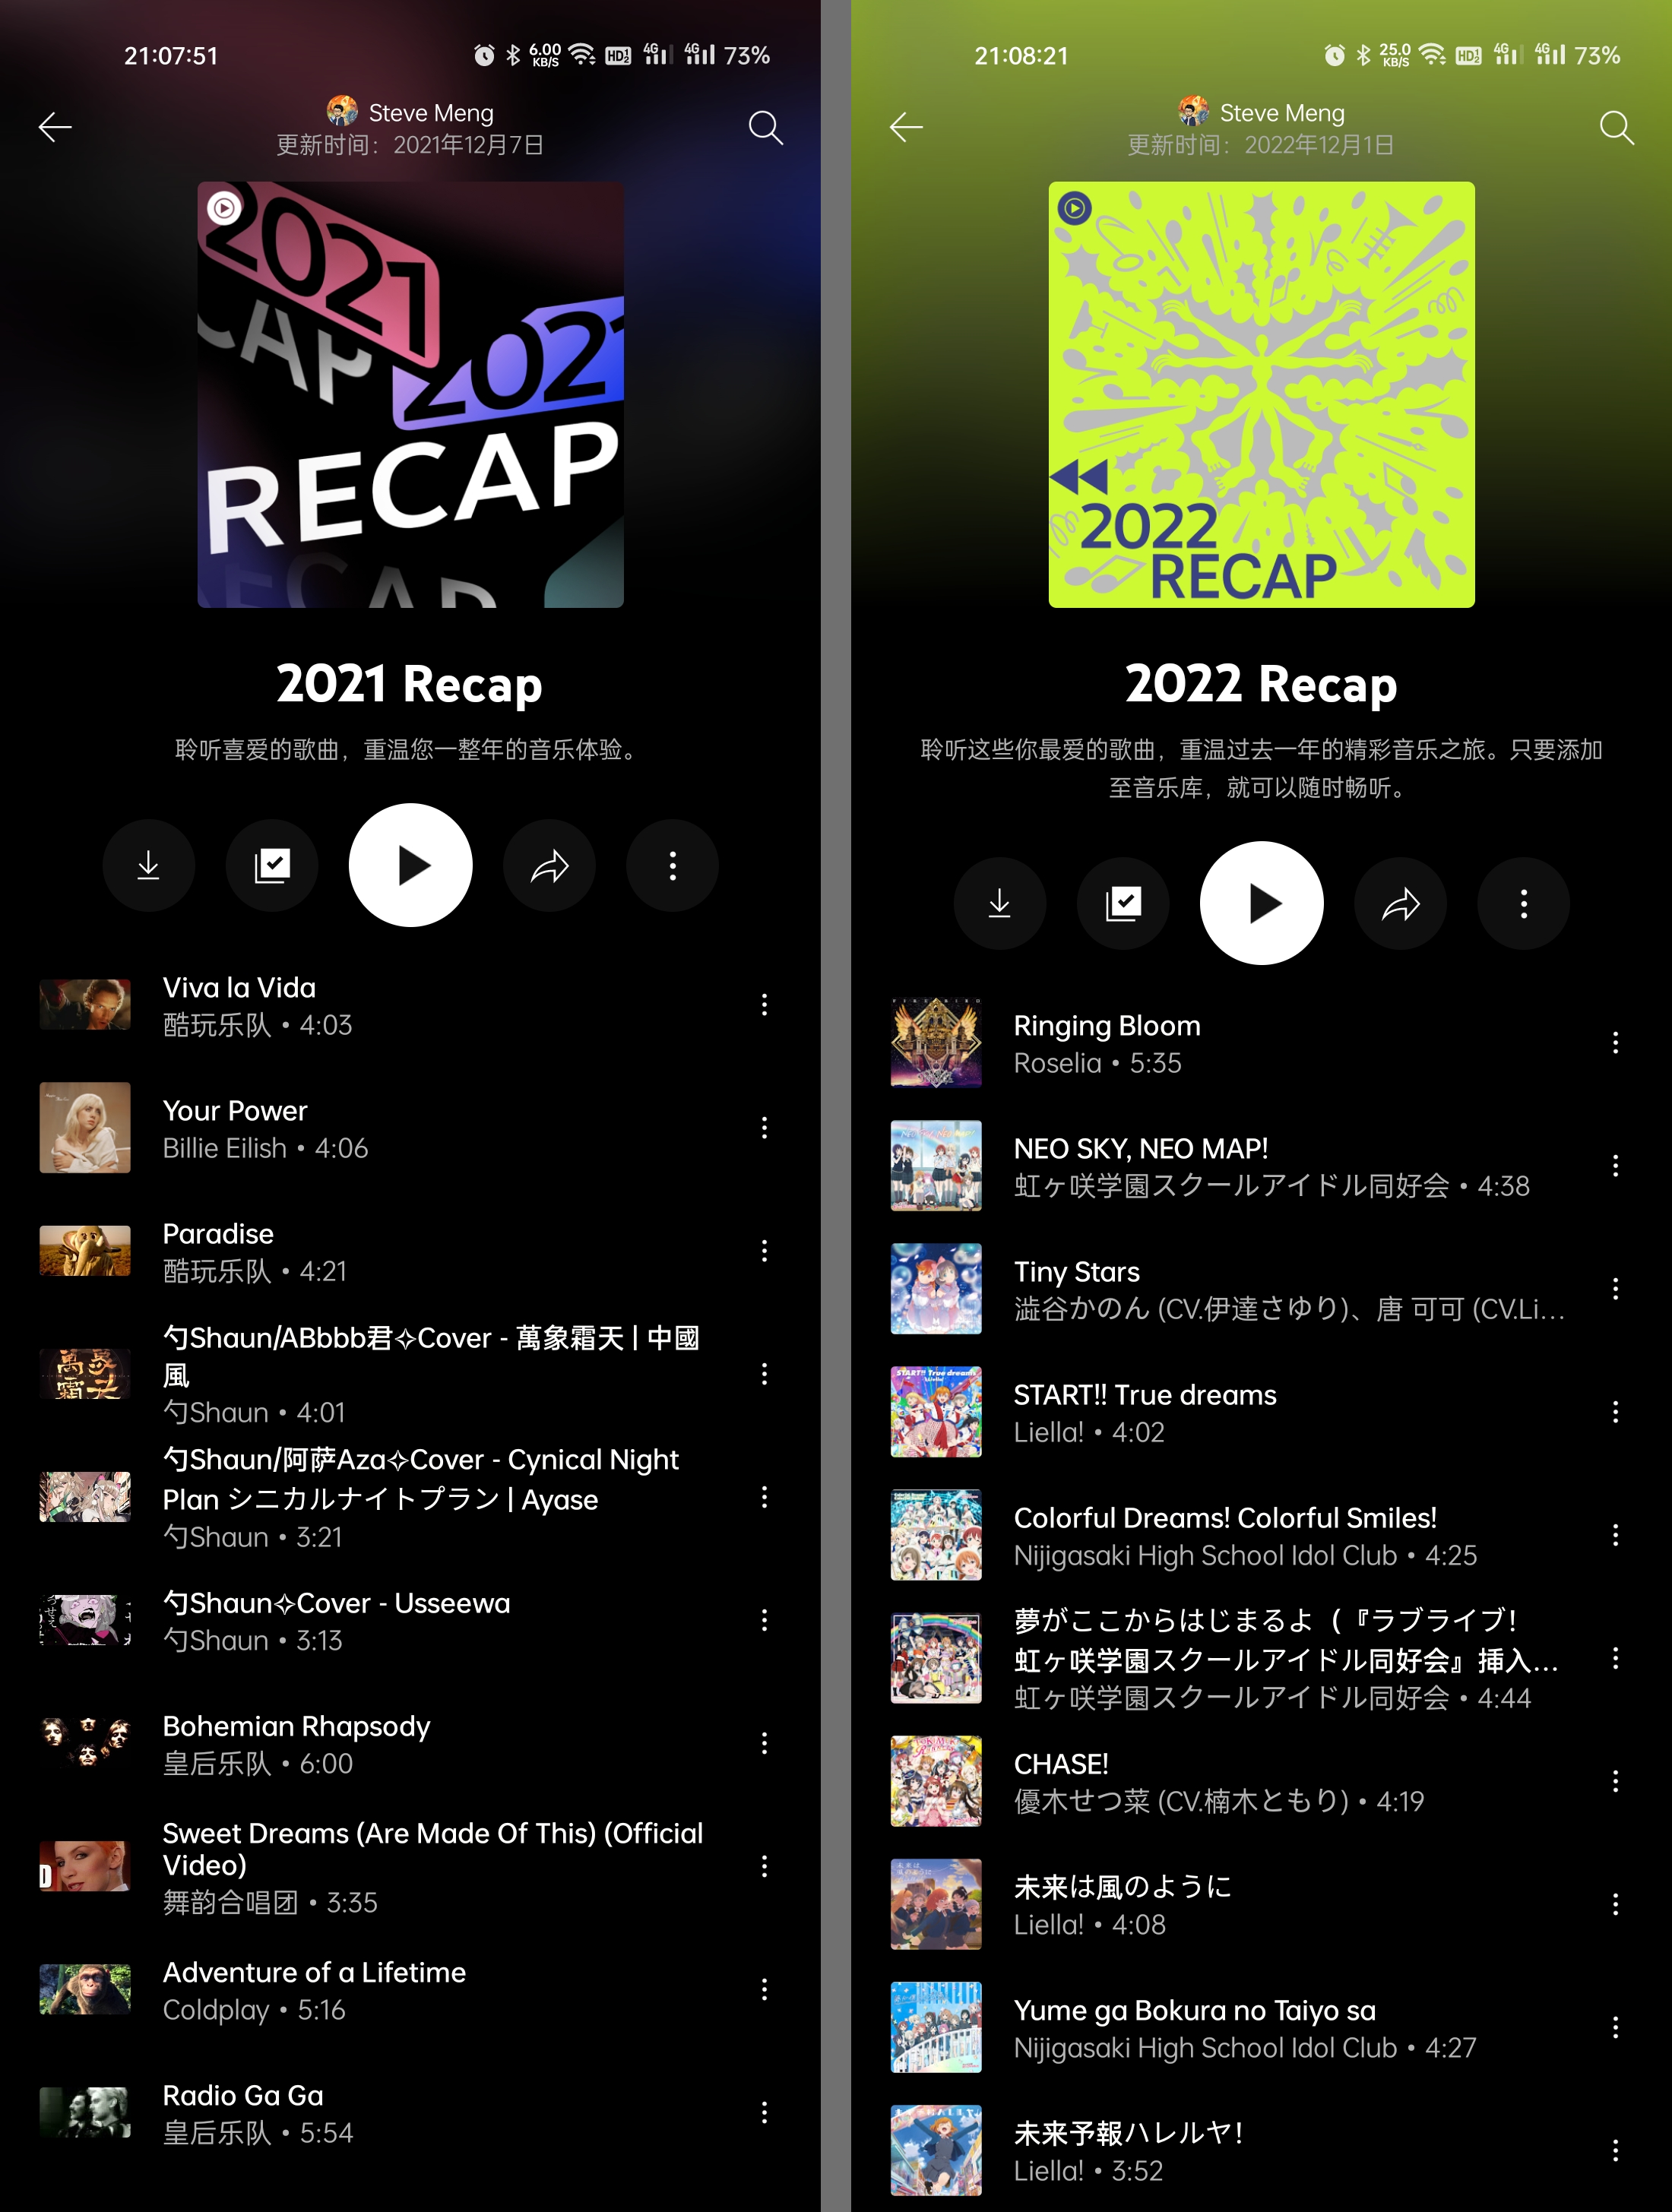 21:07:51
6.00
KB/S
HD 1 2
4G
4G
73%
Steve Meng
更新时间：2021年12月7日
2021
CAP
2021
RECAP
RECAP
2021 Recap
聆听喜爱的歌曲，重温您一整年的音乐体验。
Viva la Vida
酷玩乐队 • 4:03
Your Power
Billie Eilish • 4:06
Paradise
酷玩乐队 • 4:21
萬象
霜天
勺Shaun/ABbbb君✧Cover - 萬象霜天 | 中國
風
勺Shaun • 4:01
勺Shaun/阿萨Aza✧Cover - Cynical Night
Plan シニカルナイトプラン | Ayase
勺Shaun • 3:21
勺Shaun✧Cover - Usseewa
勺Shaun • 3:13
Bohemian Rhapsody
皇后乐队 • 6:00
Sweet Dreams (Are Made Of This) (Official
Video)
舞韵合唱团 • 3:35
Adventure of a Lifetime
Coldplay • 5:16
Radio Ga Ga
皇后乐队 • 5:54
21:08:21
25.0
KB/S
HD 1 2
4G
4G
73%
Steve Meng
更新时间：2022年12月1日
2022
RECAP
2022 Recap
聆听这些你最爱的歌曲，重温过去一年的精彩音乐之旅。只要添加
至音乐库，就可以随时畅听。
Ringing Bloom
Roselia • 5:35
NEO SKY, NEO MAP!
虹ヶ咲学園スクールアイドル同好会 • 4:38
Tiny Stars
澁谷かのん (CV.伊達さゆり)、唐 可可 (CV.Li…
START!! True dreams
START!! True dreams
Liella! • 4:02
Colorful Dreams! Colorful Smiles!
Nijigasaki High School Idol Club • 4:25
夢がここからはじまるよ（『ラブライブ！
虹ヶ咲学園スクールアイドル同好会』挿入…
虹ヶ咲学園スクールアイドル同好会 • 4:44
CHASE!
優木せつ菜 (CV.楠木ともり) • 4:19
未来は風のように
Liella! • 4:08
Yume ga Bokura no Taiyo sa
Nijigasaki High School Idol Club • 4:27
未来予報ハレルヤ！
Liella! • 3:52